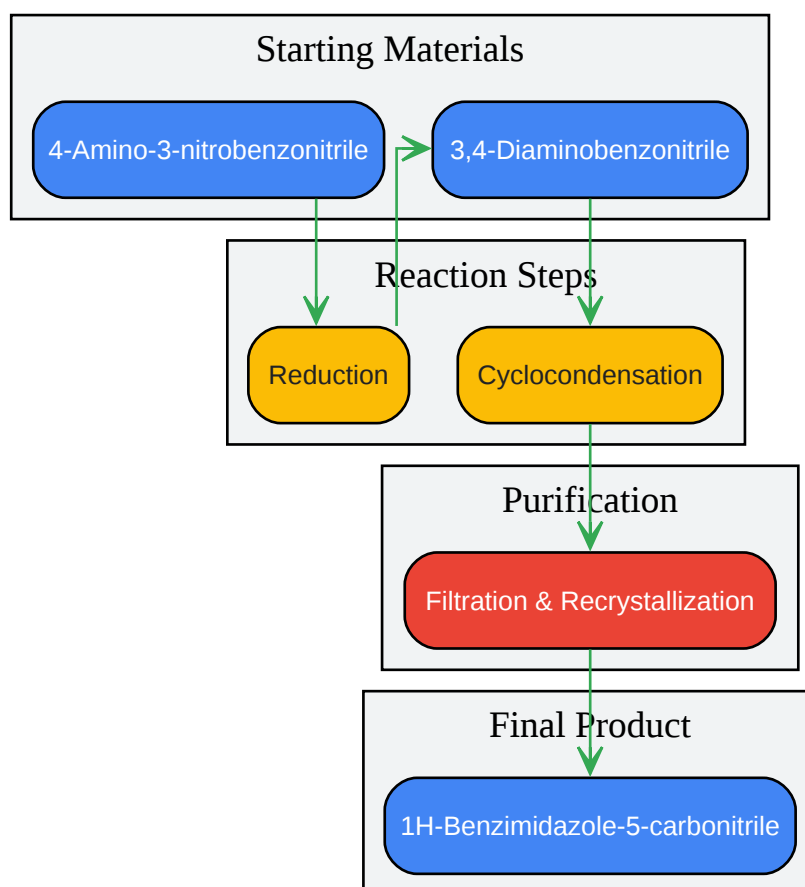 Starting Materials
4-Amino-3-nitrobenzonitrile
3,4-Diaminobenzonitrile
Reaction Steps
Reduction
Cyclocondensation
Purification
Filtration & Recrystallization
Final Product
1H-Benzimidazole-5-carbonitrile